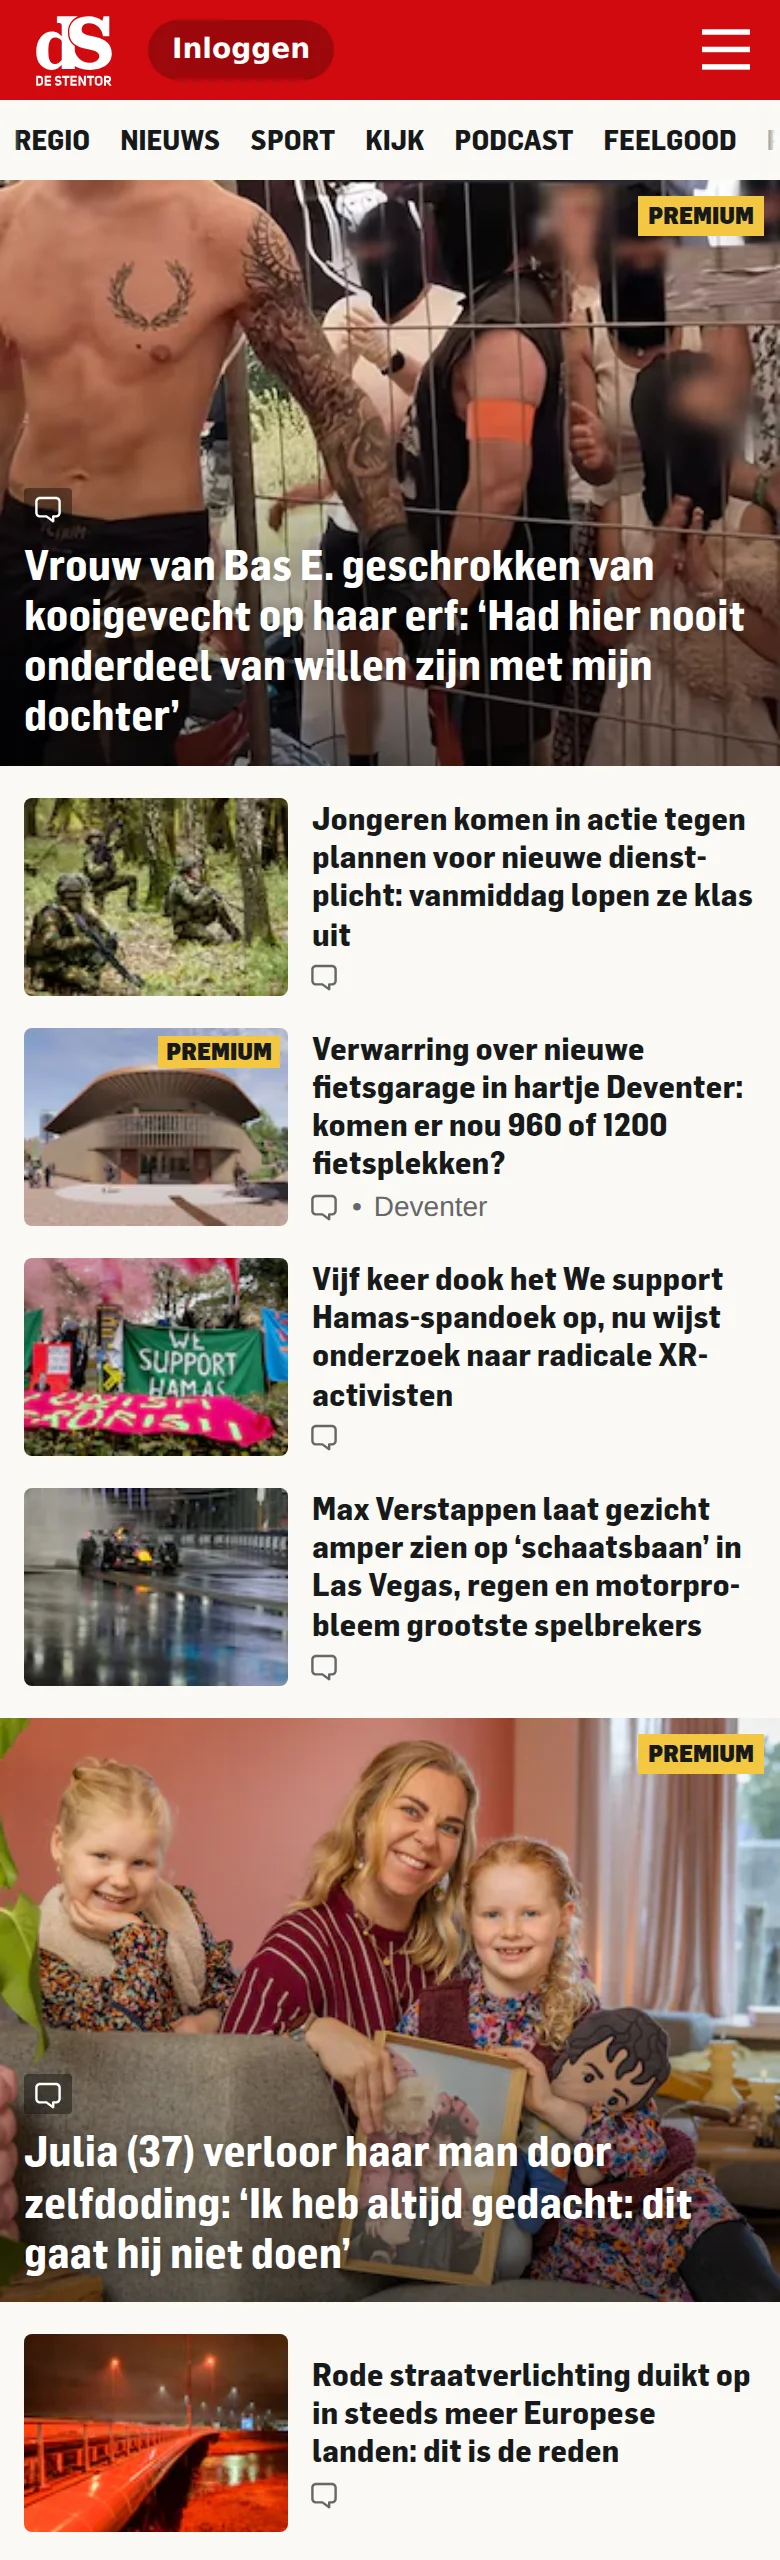 dS
DE STENTOR
Inloggen
REGIO NIEUWS SPORT KIJK PODCAST FEELGOOD
PREMIUM
Vrouw van Bas E. geschrokken van
kooigevecht op haar erf: ‘Had hier nooit
onderdeel van willen zijn met mijn
dochter’
Jongeren komen in actie tegen
plannen voor nieuwe dienst-
plicht: vanmiddag lopen ze klas
uit
PREMIUM
Verwarring over nieuwe
fietsgarage in hartje Deventer:
komen er nou 960 of 1200
fietsplekken?
• Deventer
WE
SUPPORT
HAMAS
Vijf keer dook het We support
Hamas-spandoek op, nu wijst
onderzoek naar radicale XR-
activisten
Max Verstappen laat gezicht
amper zien op ‘schaatsbaan’ in
Las Vegas, regen en motorpro-
bleem grootste spelbrekers
PREMIUM
Julia (37) verloor haar man door
zelfdoding: ‘Ik heb altijd gedacht: dit
gaat hij niet doen’
Rode straatverlichting duikt op
in steeds meer Europese
landen: dit is de reden